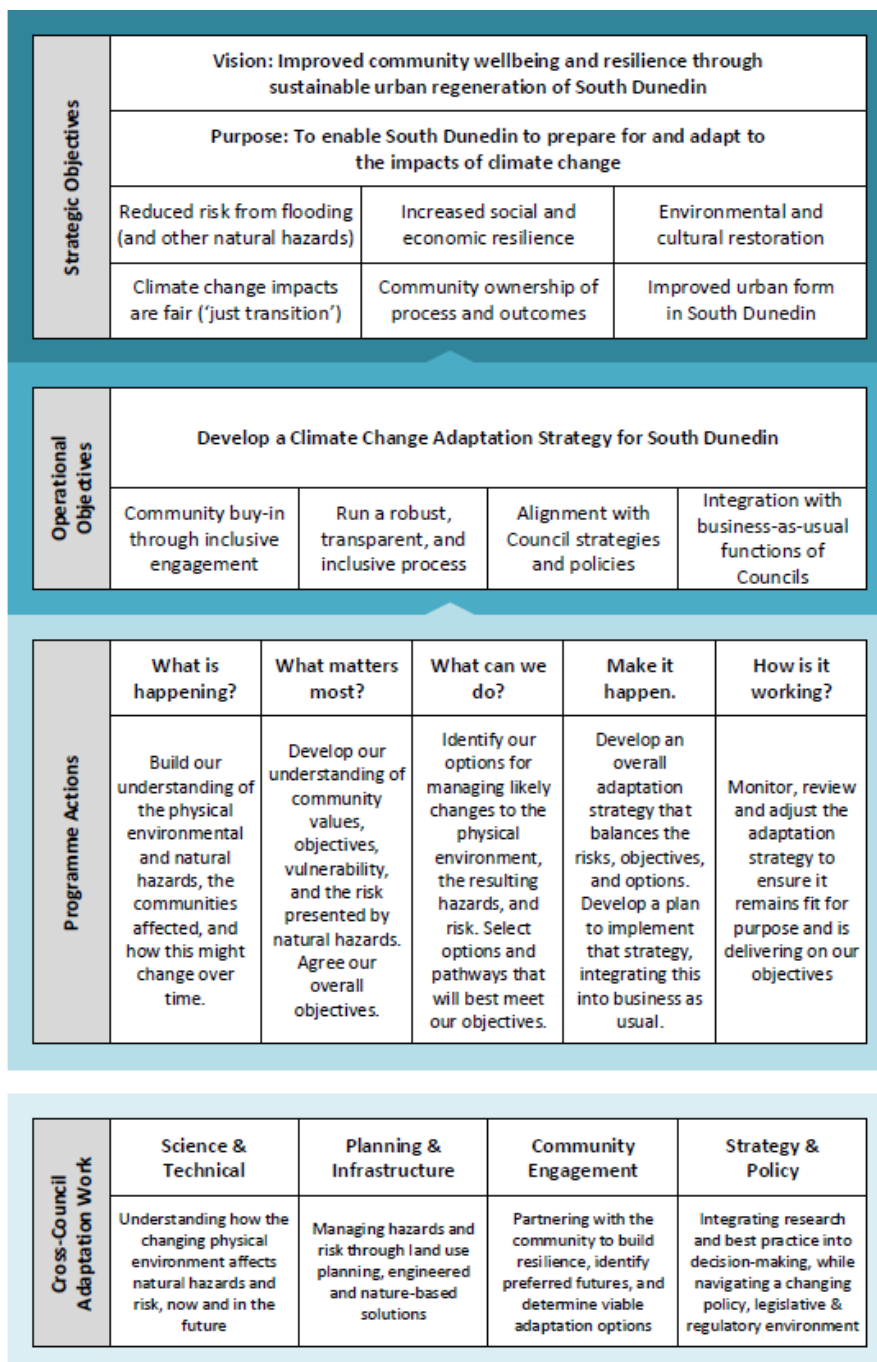 Strategic Objectives
Vision: Improved community wellbeing and resilience through
sustainable urban regeneration of South Dunedin
Purpose: To enable South Dunedin to prepare for and adapt to
the impacts of climate change
Reduced risk from flooding
(and other natural hazards)
Increased social and
economic resilience
Environmental and
cultural restoration
Climate change impacts
are fair (‘just transition’)
Community ownership of
process and outcomes
Improved urban form
in South Dunedin
Operational
Objectives
Develop a Climate Change Adaptation Strategy for South Dunedin
Community buy-in
through inclusive
engagement
Run a robust,
transparent, and
inclusive process
Alignment with
Council strategies
and policies
Integration with
business-as-usual
functions of
Councils
Programme Actions
What is
happening?
Build our
understanding of
the physical
environmental
and natural
hazards, the
communities
affected, and
how this might
change over
time.
What matters
most?
Develop our
understanding of
community
values,
objectives,
vulnerability,
and the risk
presented by
natural hazards.
Agree our
overall
objectives.
What can we
do?
Identify our
options for
managing likely
changes to the
physical
environment,
the resulting
hazards, and
risk. Select
options and
pathways that
will best meet
our objectives.
Make it
happen.
Develop an
overall
adaptation
strategy that
balances the
risks, objectives,
and options.
Develop a plan
to implement
that strategy,
integrating this
into business as
usual.
How is it
working?
Monitor, review
and adjust the
adaptation
strategy to
ensure it
remains fit for
purpose and is
delivering on our
objectives
Cross-Council
Adaptation Work
Science &
Technical
Understanding how the
changing physical
environment affects
natural hazards and
risk, now and in the
future
Planning &
Infrastructure
Managing hazards and
risk through land use
planning, engineered
and nature-based
solutions
Community
Engagement
Partnering with the
community to build
resilience, identify
preferred futures, and
determine viable
adaptation options
Strategy &
Policy
Integrating research
and best practice into
decision-making, while
navigating a changing
policy, legislative &
regulatory environment